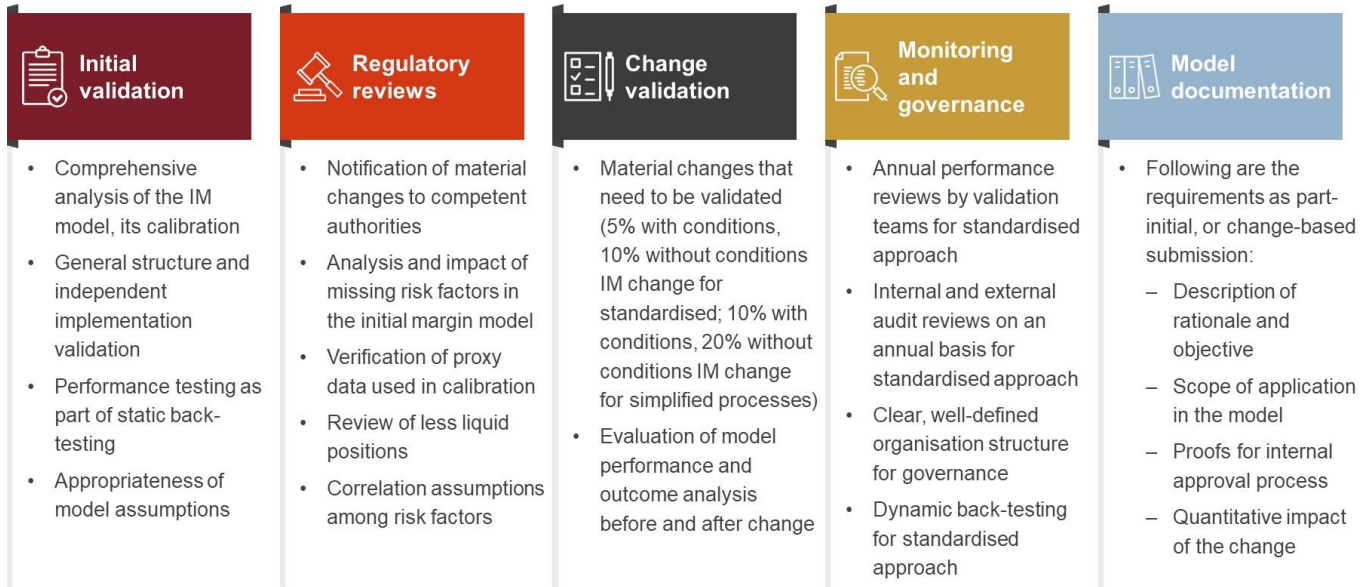 Initial
validation
• Comprehensive
analysis of the IM
model, its calibration
• General structure and
independent
implementation
validation
• Performance testing as
part of static back-
testing
• Appropriateness of
model assumptions
Regulatory
reviews
• Notification of material
changes to competent
authorities
• Analysis and impact of
missing risk factors in
the initial margin model
• Verification of proxy
data used in calibration
• Review of less liquid
positions
• Correlation assumptions
among risk factors
Change
validation
• Material changes that
need to be validated
(5% with conditions,
10% without conditions
IM change for
standardised; 10% with
conditions, 20% without
conditions IM change
for simplified processes)
• Evaluation of model
performance and
outcome analysis
before and after change
Monitoring
and
governance
• Annual performance
reviews by validation
teams for standardised
approach
• Internal and external
audit reviews on an
annual basis for
standardised approach
• Clear, well-defined
organisation structure
for governance
• Dynamic back-testing
for standardised
approach
Model
documentation
• Following are the
requirements as part-
initial, or change-based
submission:
– Description of
rationale and
objective
– Scope of application
in the model
– Proofs for internal
approval process
– Quantitative impact
of the change